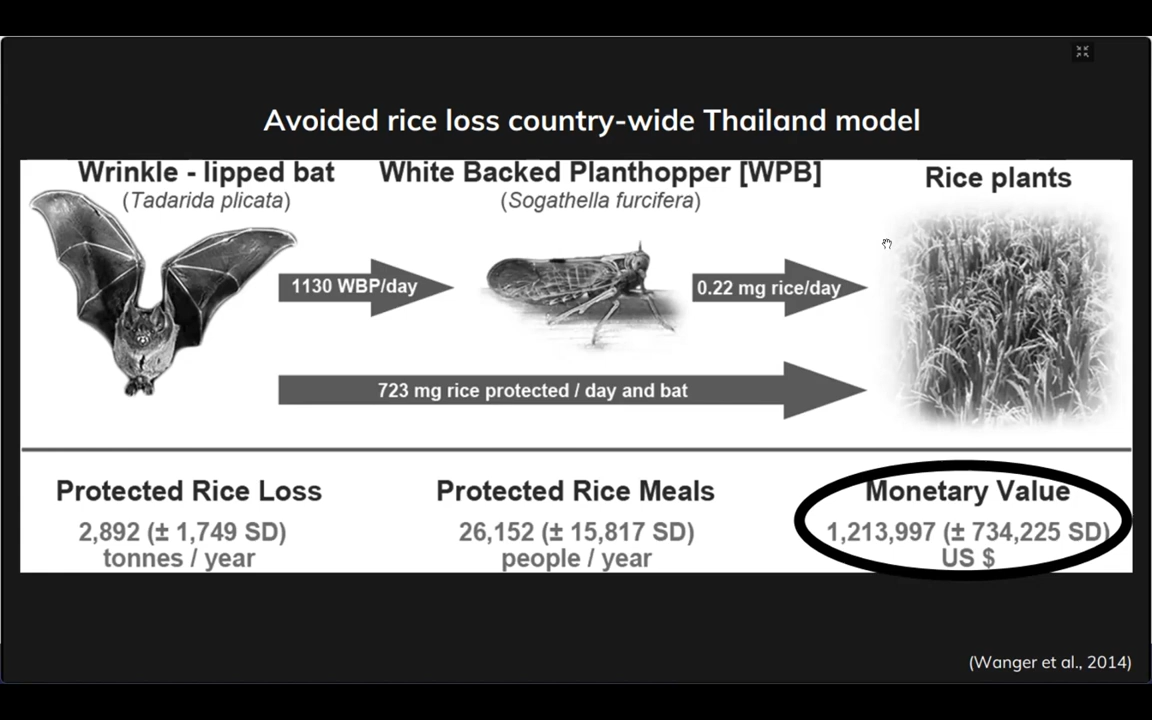 Avoided rice loss country-wide Thailand model
Wrinkle - lipped bat
(Tadarida plicata)
White Backed Planthopper [WPB]
(Sogathella furcifera)
Rice plants
1130 WBP/day
0.22 mg rice/day
723 mg rice protected / day and bat
Protected Rice Loss
2,892 (± 1,749 SD)
tonnes / year
Protected Rice Meals
26,152 (± 15,817 SD)
people / year
Monetary Value
1,213,997 (± 734,225 SD)
US $
(Wanger et al., 2014)